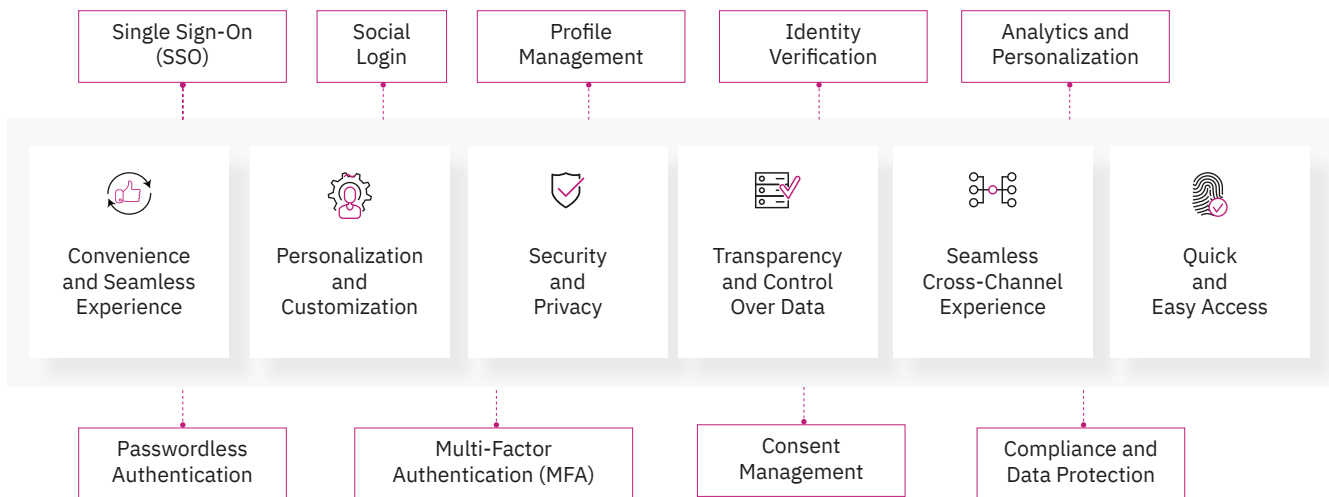 Single Sign-On
(SSO)
Social
Login
Profile
Management
Identity
Verification
Analytics and
Personalization
Convenience
and Seamless
Experience
Personalization
and
Customization
Security
and
Privacy
Transparency
and Control
Over Data
Seamless
Cross-Channel
Experience
Quick
and
Easy Access
Passwordless
Authentication
Multi-Factor
Authentication (MFA)
Consent
Management
Compliance and
Data Protection